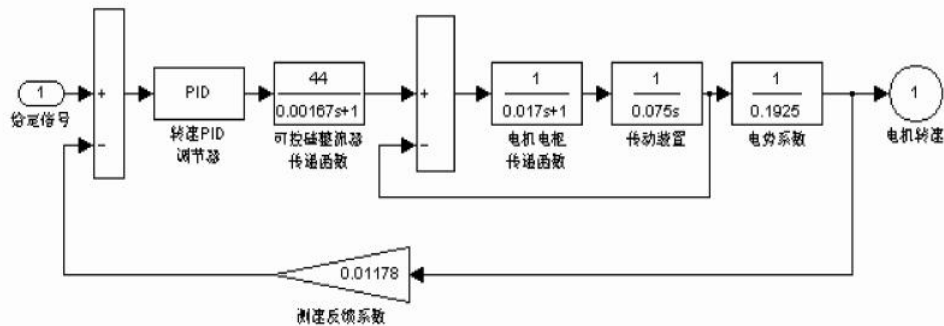 1
给定信号
+
−
PID
转速PID
调节器
44
0.00167s+1
可控硅整流器
传递函数
+
−
1
0.017s+1
电机电枢
传递函数
1
0.075s
传动装置
1
0.1925
电势系数
1
电机转速
0.01178
测速反馈系数